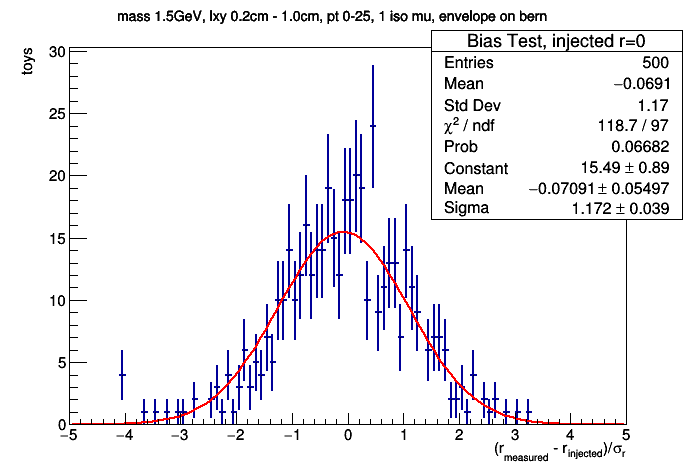 mass 1.5GeV, lxy 0.2cm - 1.0cm, pt 0-25, 1 iso mu, envelope on bern
Bias Test, injected r=0
Entries 500
Mean −0.0691
Std Dev 1.17
χ² / ndf 118.7 / 97
Prob 0.06682
Constant 15.49 ± 0.89
Mean −0.07091 ± 0.05497
Sigma 1.172 ± 0.039
toys
30
25
20
15
10
5
0
−5 −4 −3 −2 −1 0 1 2 3 4 5
(r_measured - r_injected)/σ_r